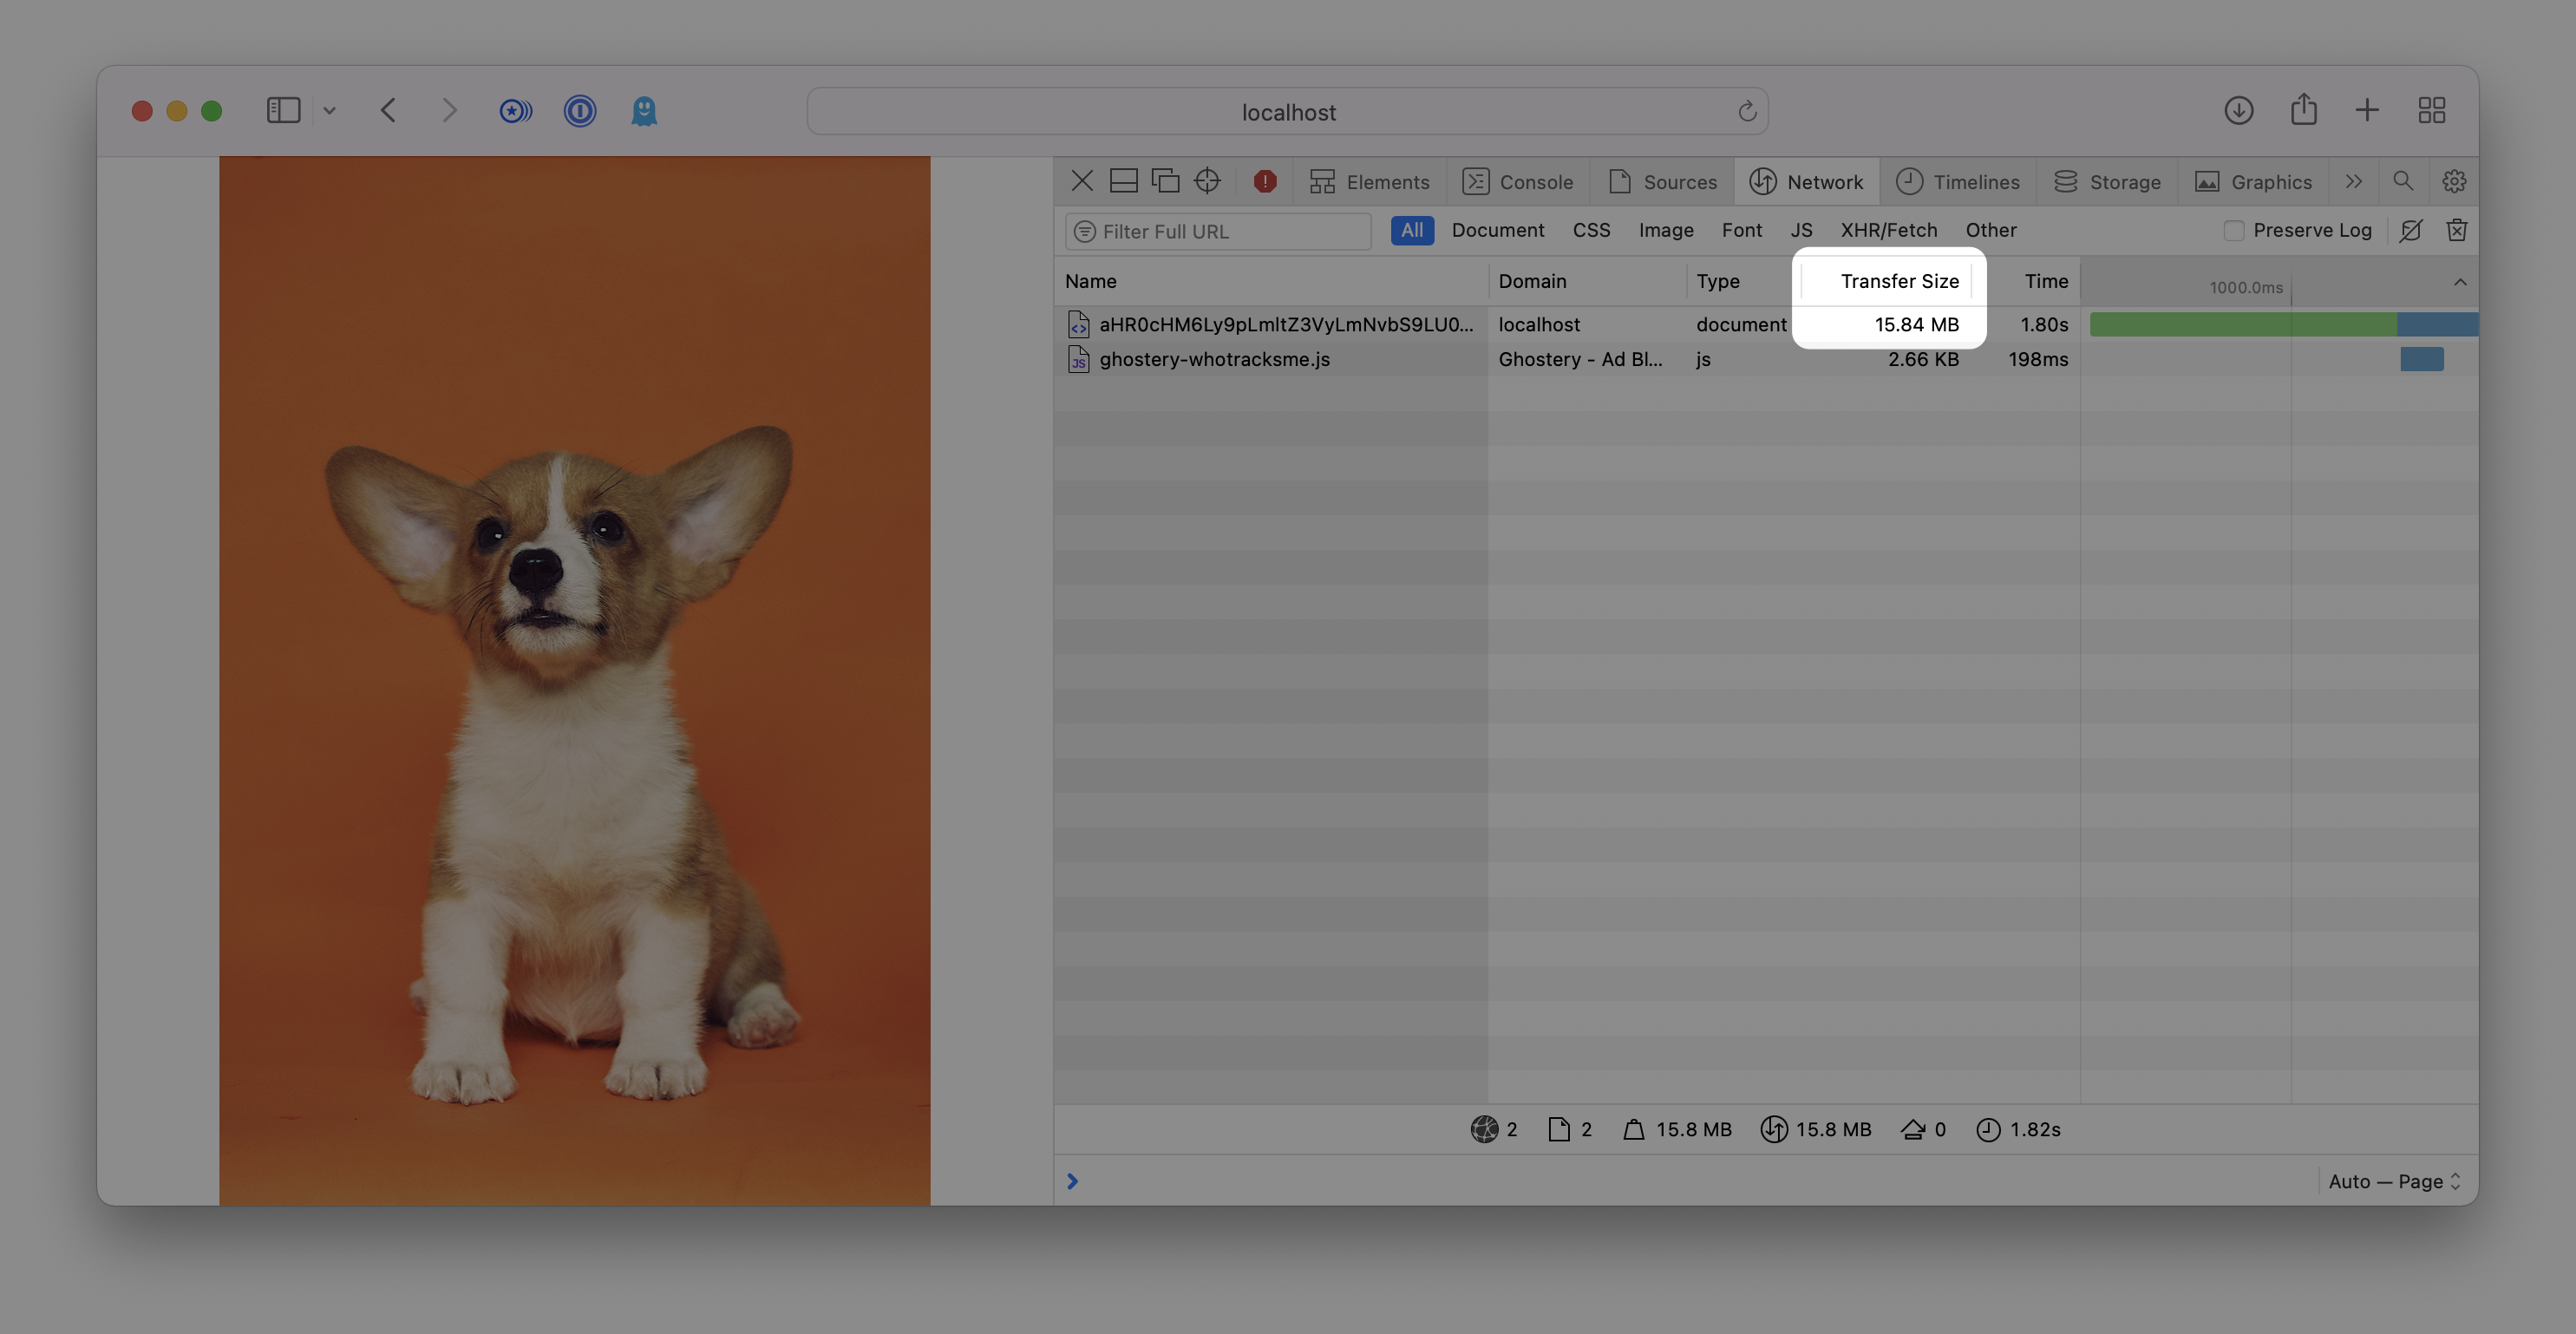 localhost
Elements Console Sources Network Timelines Storage Graphics
Filter Full URL All Document CSS Image Font JS XHR/Fetch Other Preserve Log
Name Domain Type Transfer Size Time 1000.0ms
aHR0cHM6Ly9pLmltZ3VyLmNvbS9LU0... localhost document 15.84 MB 1.80s
JS ghostery-whotracksme.js Ghostery - Ad Bl... js 2.66 KB 198ms
2 2 15.8 MB 15.8 MB 0 1.82s
Auto — Page